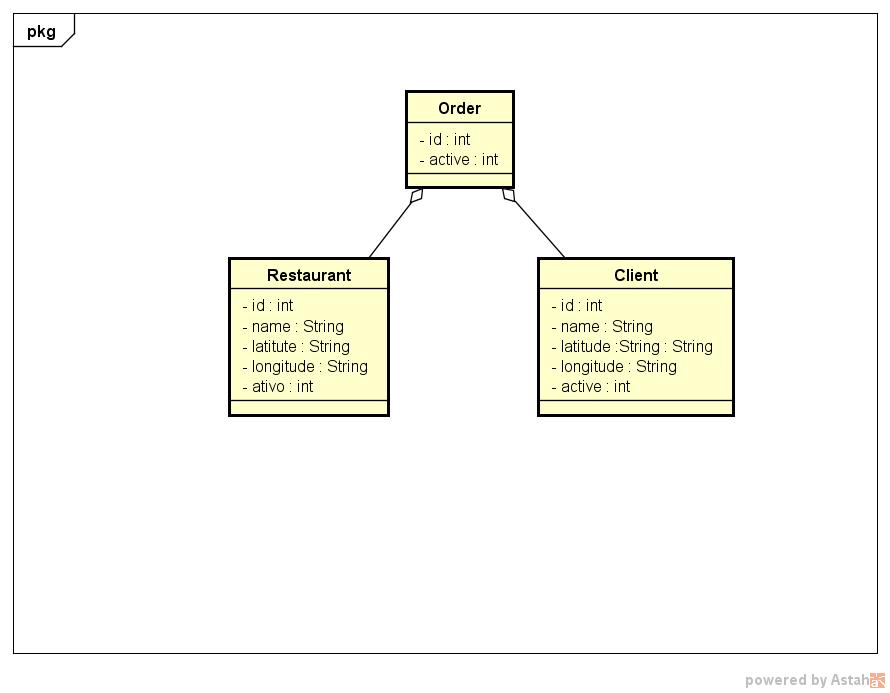 pkg
Order
- id : int
- active : int
Restaurant
- id : int
- name : String
- latitute : String
- longitude : String
- ativo : int
Client
- id : int
- name : String
- latitude :String : String
- longitude : String
- active : int
powered by Astah